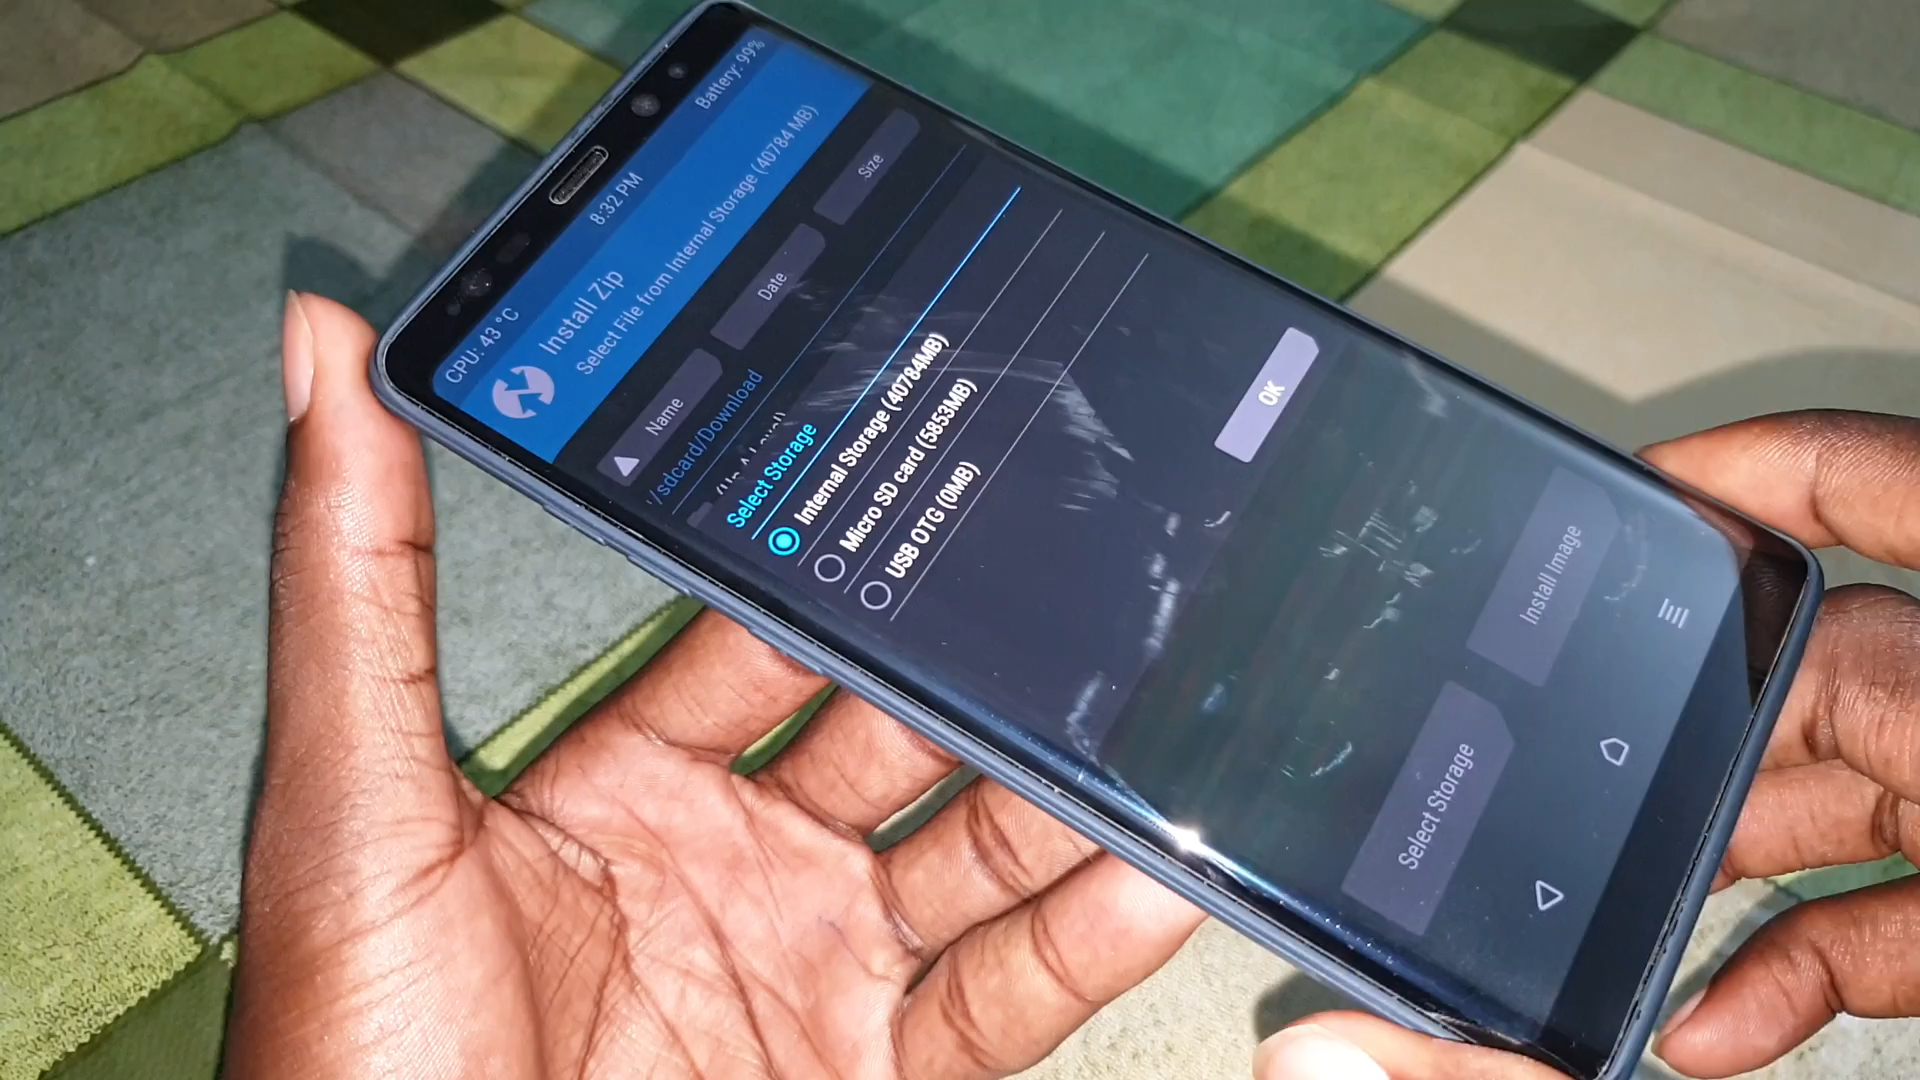 CPU: 43 °C
8:32 PM
Battery: 99%
Install Zip
Select File from Internal Storage (40784 MB)
Name
Date
Size
/sdcard/Download
(Up A Level)
Select Storage
Internal Storage (40784MB)
Micro SD card (5853MB)
USB OTG (0MB)
OK
Select Storage
Install Image